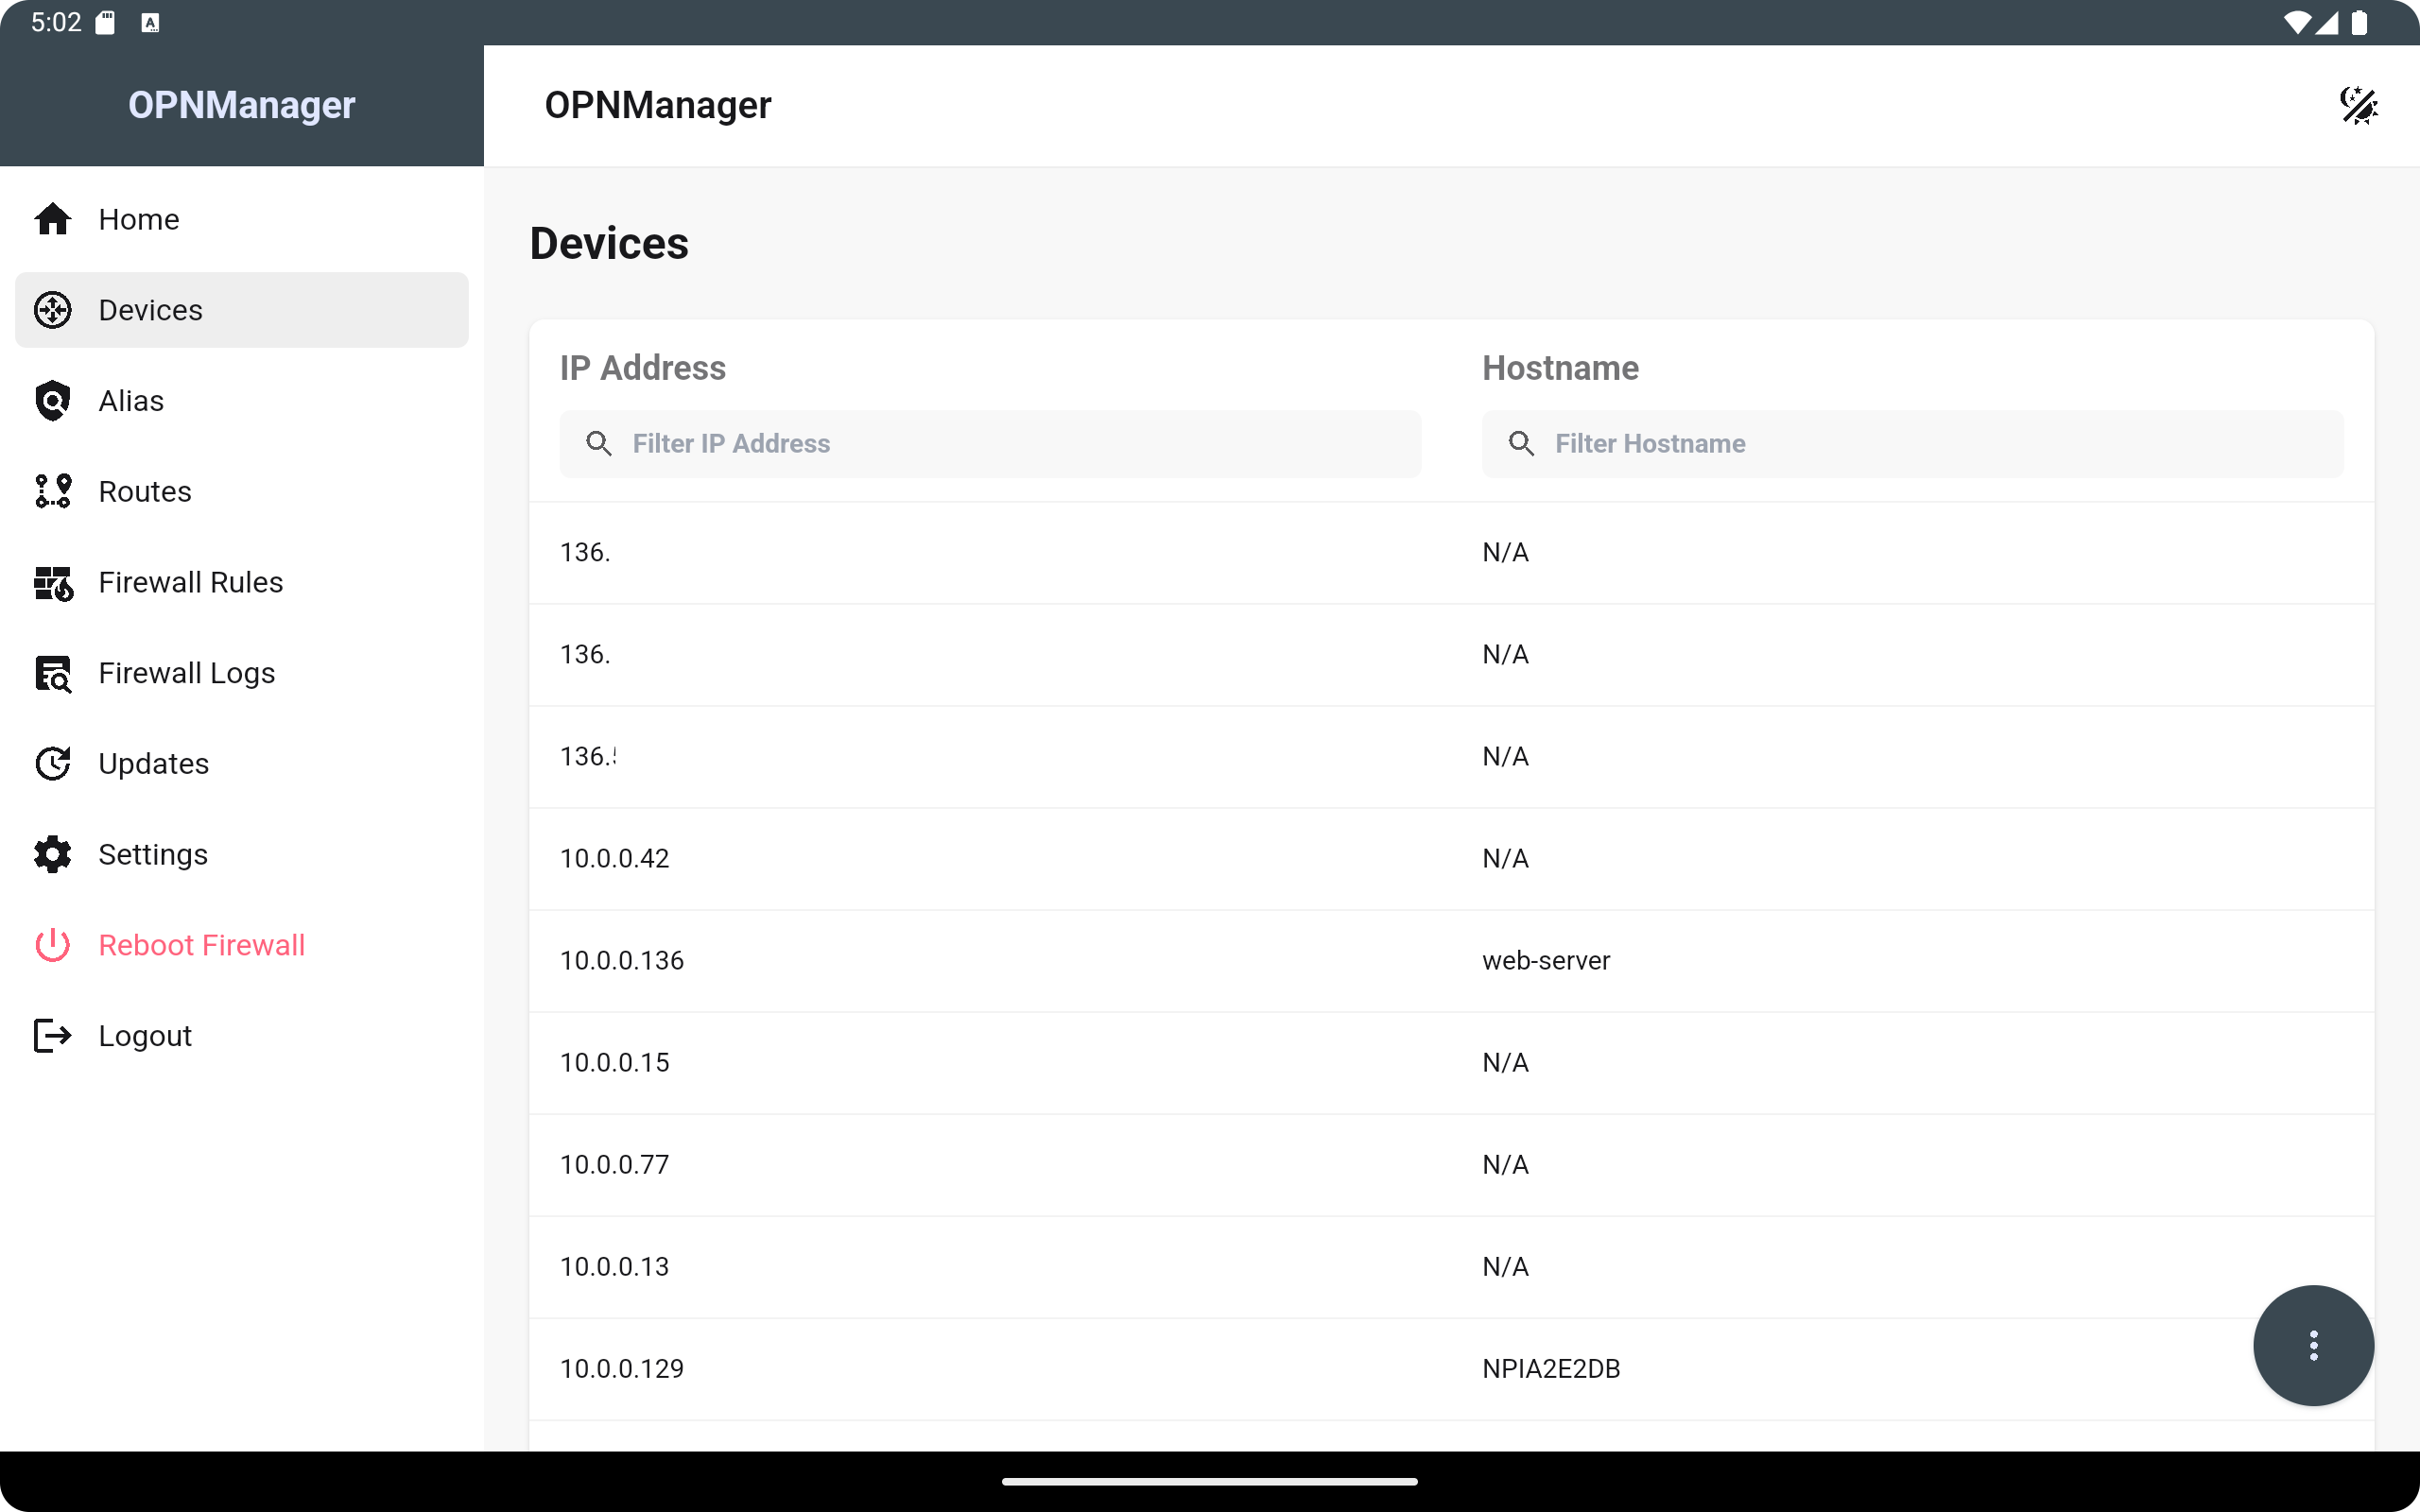 5:02
OPNManager
OPNManager
Home
Devices
Alias
Routes
Firewall Rules
Firewall Logs
Updates
Settings
Reboot Firewall
Logout
Devices
IP Address Hostname
Filter IP Address Filter Hostname
136. N/A
136. N/A
136. N/A
10.0.0.42 N/A
10.0.0.136 web-server
10.0.0.15 N/A
10.0.0.77 N/A
10.0.0.13 N/A
10.0.0.129 NPIA2E2DB